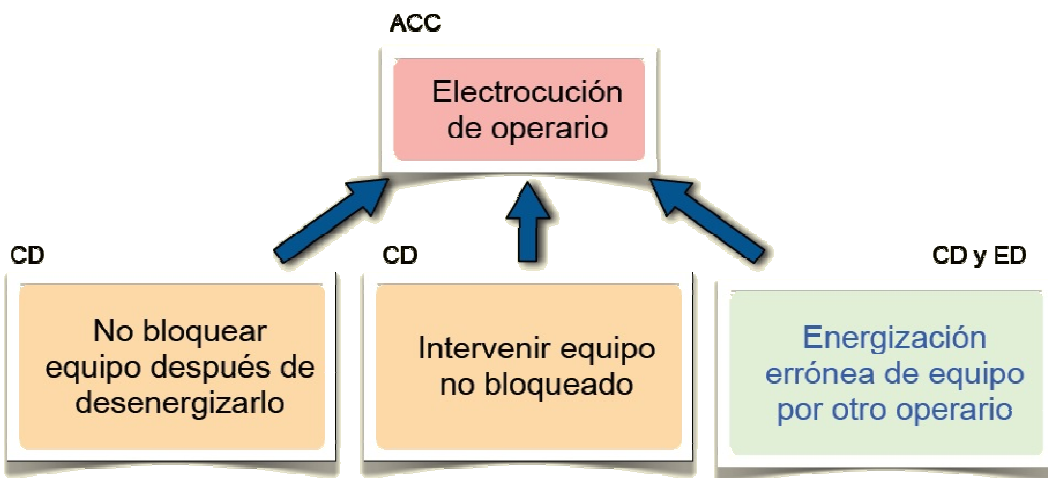 ACC
Electrocución
de operario
CD
No bloquear
equipo después de
desenergizarlo
CD
Intervenir equipo
no bloqueado
CD y ED
Energización
errónea de equipo
por otro operario